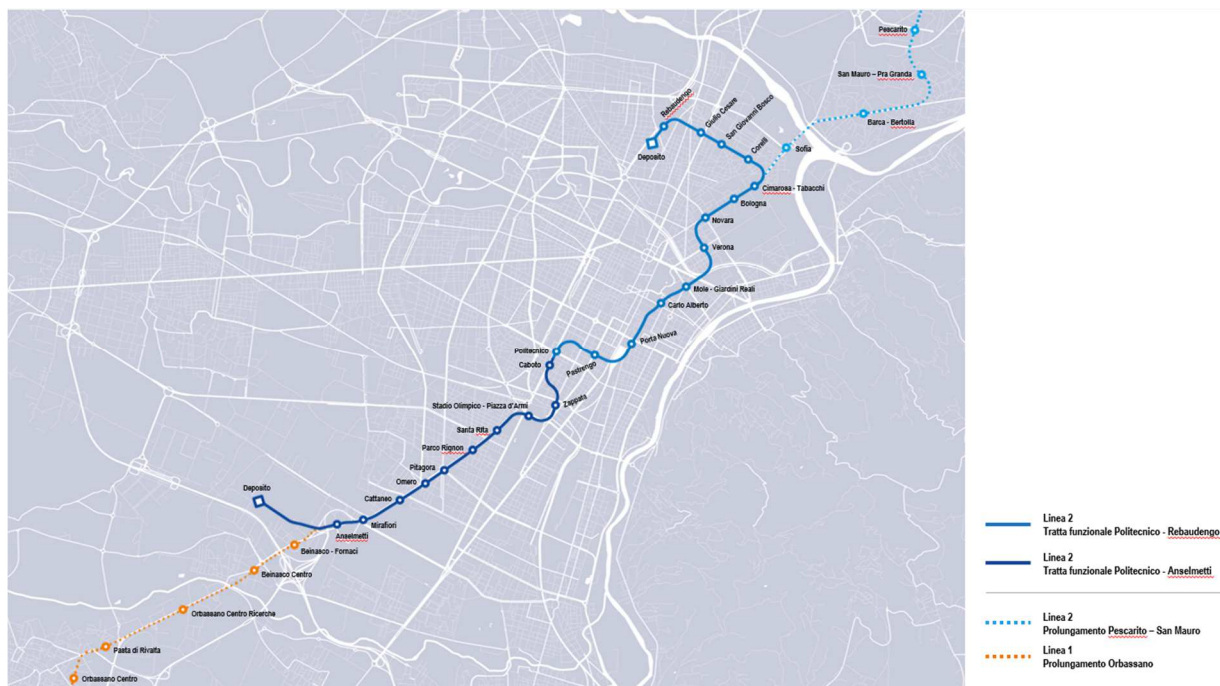 Pescarito
San Mauro – Pra Granda
Barca - Bertolla
Sofia
Rebaudengo
Giulio Cesare
San Giovanni Bosco
Corelli
Deposito
Cimarosa - Tabacchi
Bologna
Novara
Verona
Mole - Giardini Reali
Carlo Alberto
Porta Nuova
Politecnico
Pastrengo
Caboto
Zappata
Stadio Olimpico - Piazza d'Armi
Santa Rita
Parco Rignon
Pitagora
Omero
Cattaneo
Deposito
Mirafiori
Anselmetti
Beinasco - Fornaci
Beinasco Centro
Orbassano Centro Ricerche
Pasta di Rivalta
Orbassano Centro
Linea 2
Tratta funzionale Politecnico - Rebaudengo
Linea 2
Tratta funzionale Politecnico - Anselmetti
Linea 2
Prolungamento Pescarito – San Mauro
Linea 1
Prolungamento Orbassano